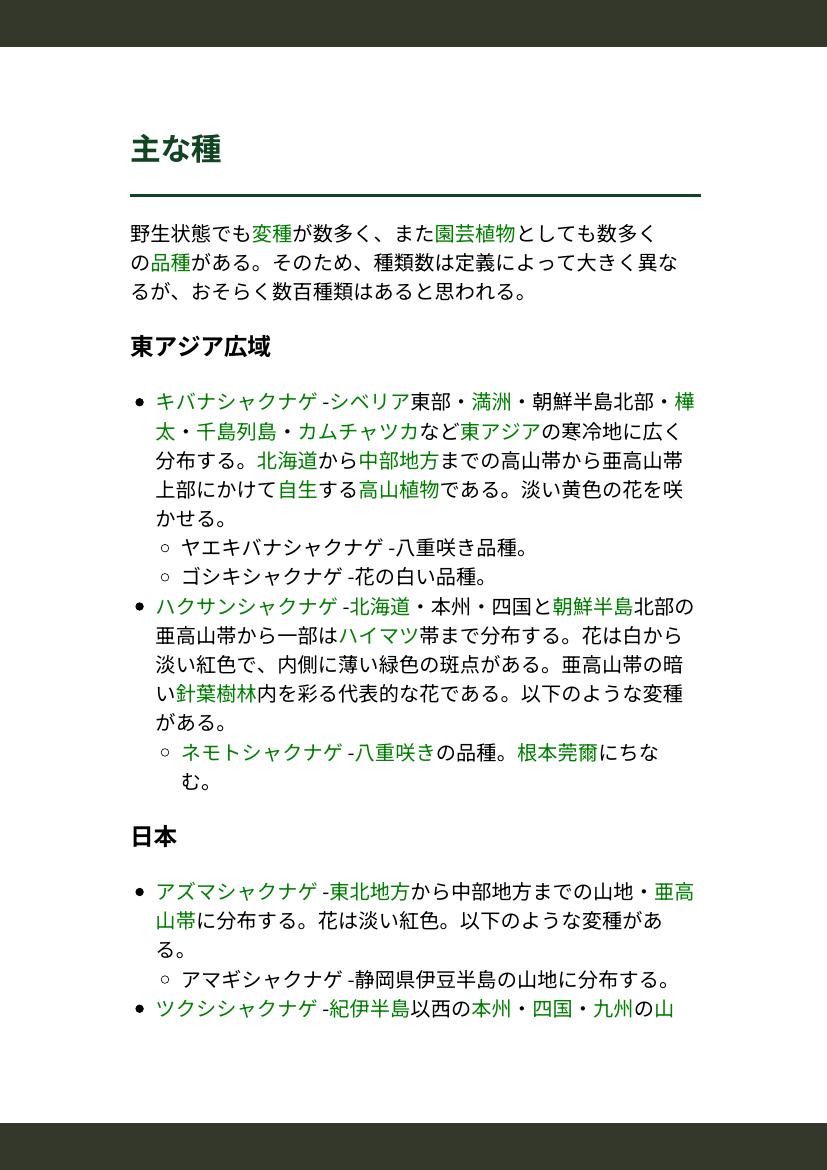 主な種
野生状態でも変種が数多く、また園芸植物としても数多く
の品種がある。そのため、種類数は定義によって大きく異な
るが、おそらく数百種類はあると思われる。
東アジア広域
キバナシャクナゲ -シベリア東部・満洲・朝鮮半島北部・樺
太・千島列島・カムチャツカなど東アジアの寒冷地に広く
分布する。北海道から中部地方までの高山帯から亜高山帯
上部にかけて自生する高山植物である。淡い黄色の花を咲
かせる。
ヤエキバナシャクナゲ -八重咲き品種。
ゴシキシャクナゲ -花の白い品種。
ハクサンシャクナゲ -北海道・本州・四国と朝鮮半島北部の
亜高山帯から一部はハイマツ帯まで分布する。花は白から
淡い紅色で、内側に薄い緑色の斑点がある。亜高山帯の暗
い針葉樹林内を彩る代表的な花である。以下のような変種
がある。
ネモトシャクナゲ -八重咲きの品種。根本莞爾にちな
む。
日本
アズマシャクナゲ -東北地方から中部地方までの山地・亜高
山帯に分布する。花は淡い紅色。以下のような変種があ
る。
アマギシャクナゲ -静岡県伊豆半島の山地に分布する。
ツクシシャクナゲ -紀伊半島以西の本州・四国・九州の山